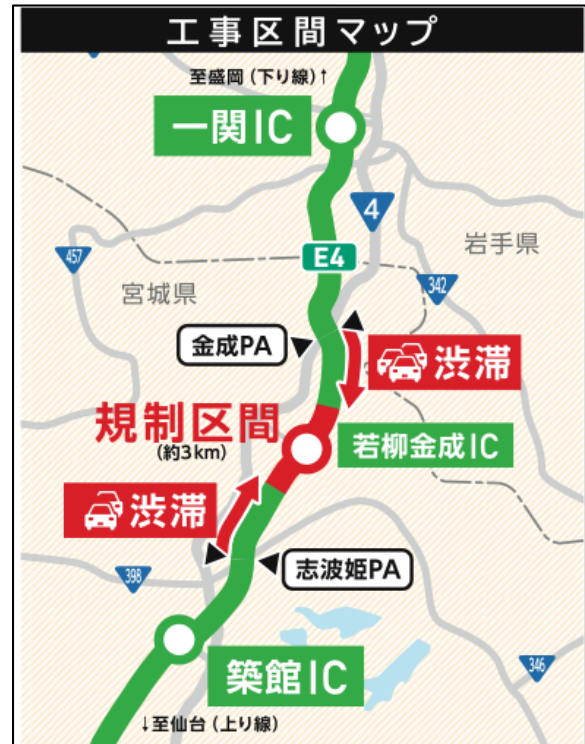 工事区間マップ
至盛岡（下り線）↑
一関IC
4
岩手県
E4
457
宮城県
342
金成PA
渋滞
規制区間
(約3km)
若柳金成IC
渋滞
志波姫PA
398
築館IC
346
↓至仙台（上り線）